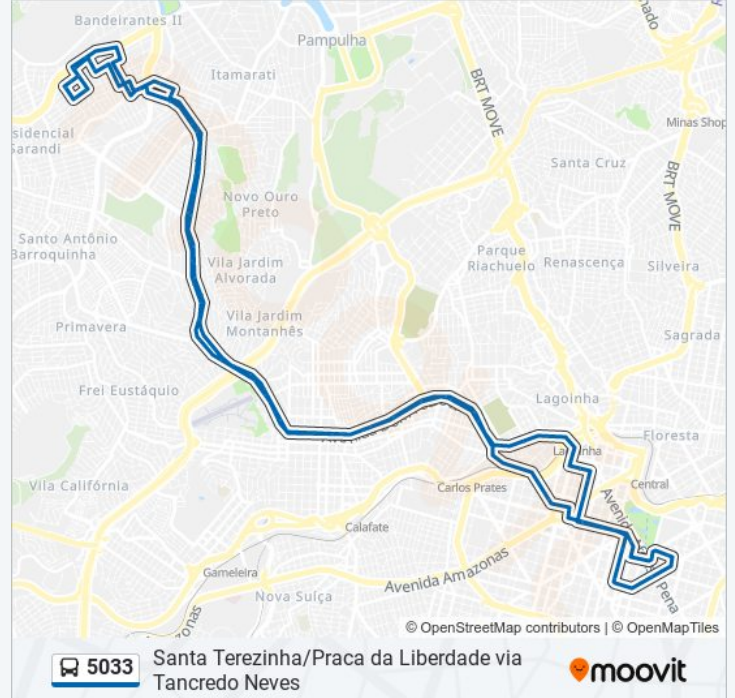 Bandeirantes II
Pampulha
Itamarati
BRT MOVE
Minas Shop
sidencial
Sarandi
Santa Cruz
BRT MOVE
Novo Ouro
Preto
Santo Antônio
Barroquinha
Parque
Riachuelo
Renascença
Silveira
Vila Jardim
Alvorada
Vila Jardim
Montanhês
Primavera
Sagrada
Frei Eustáquio
Lagoinha
Floresta
Vila Califórnia
Carlos Prates
Central
Calafate
Gameleira
Avenida Amazonas
Nova Suíça
Pena
© OpenStreetMap contributors | © OpenMapTiles
5033
Santa Terezinha/Praca da Liberdade via
Tancredo Neves
moovit